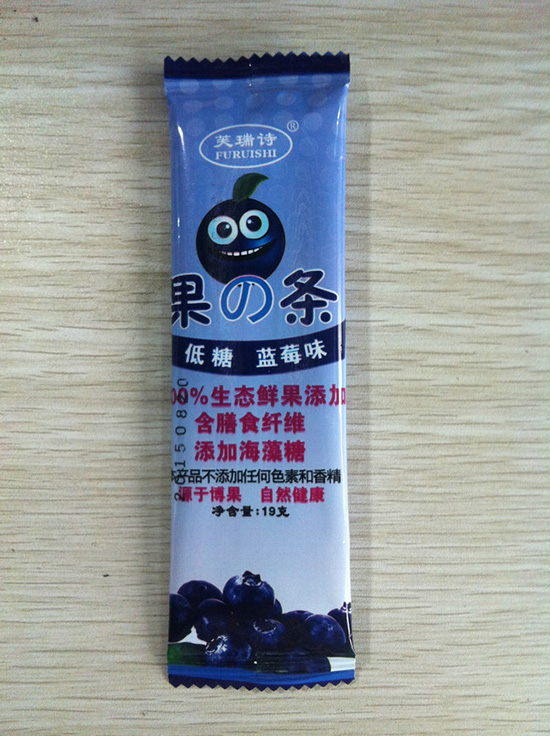 芙瑞诗®
FURUISHI
果の条
低糖 蓝莓味
00%生态鲜果添加
含膳食纤维
添加海藻糖
产品不添加任何色素和香精
源于博果 自然健康
净含量:19克